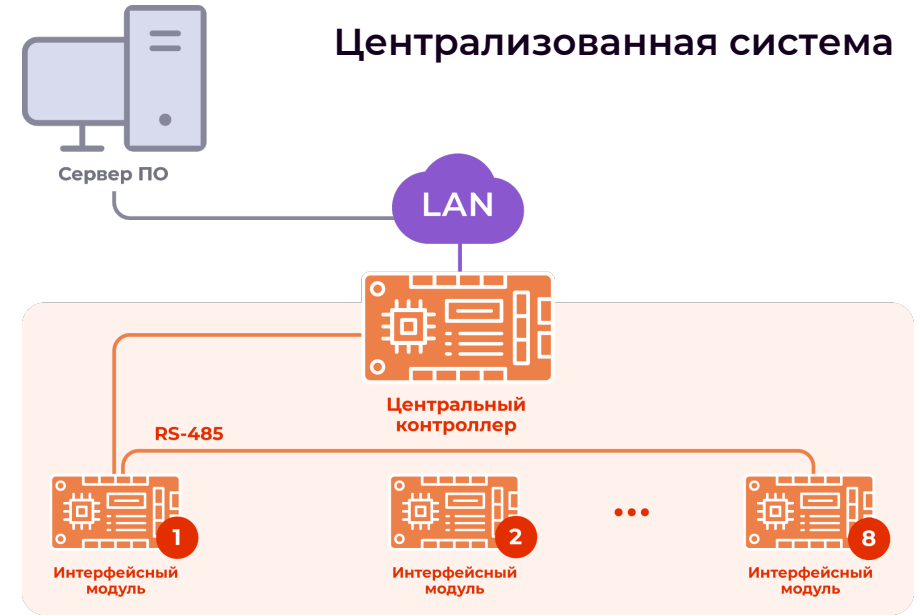 Централизованная система
Сервер ПО
LAN
Центральный
контроллер
RS-485
1
2
8
Интерфейсный
модуль
Интерфейсный
модуль
Интерфейсный
модуль